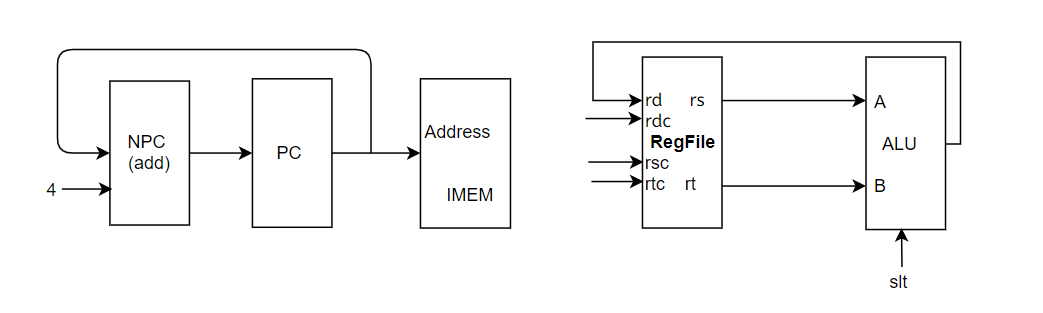 NPC
(add)
4
PC
Address
IMEM
rd rs
rdc
RegFile
rsc
rtc rt
A
ALU
B
slt